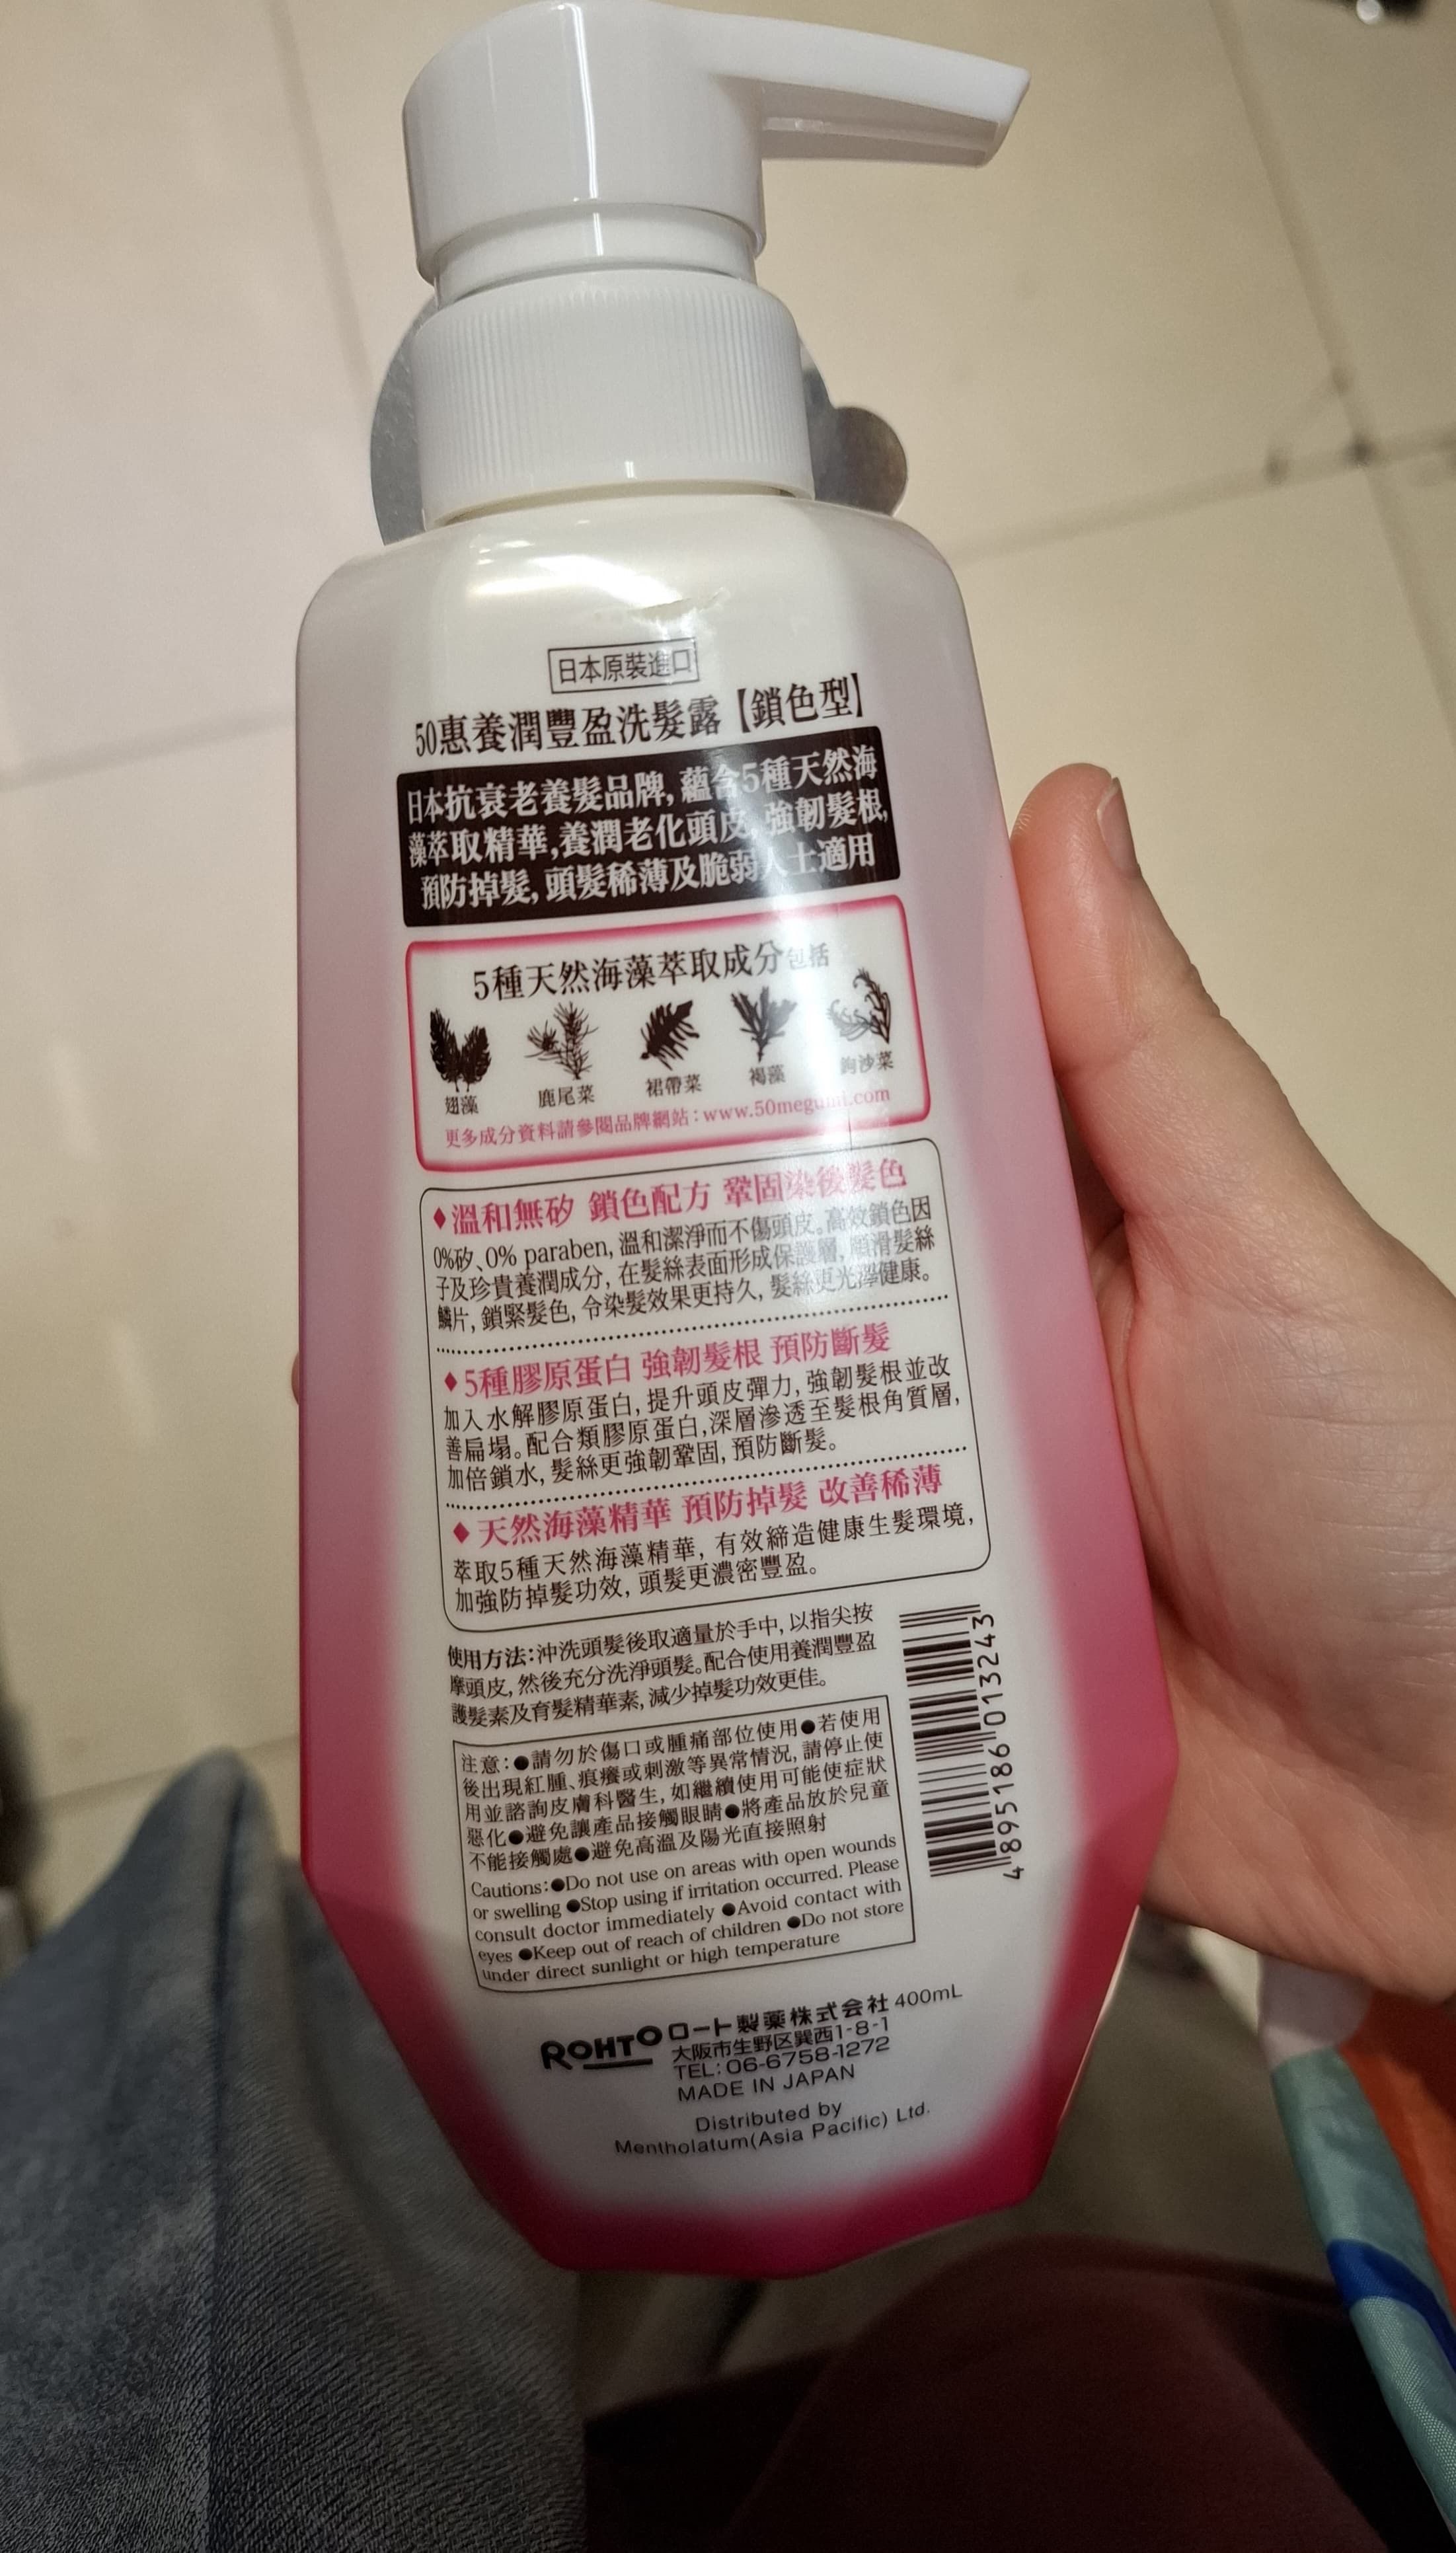 日本原裝進口
50惠養潤豐盈洗髮露【鎖色型】
日本抗衰老養髮品牌, 蘊含5種天然海
藻萃取精華,養潤老化頭皮, 強韌髮根,
預防掉髮, 頭髮稀薄及脆弱人士適用
5種天然海藻萃取成分包括
翅藻 鹿尾菜 裙帶菜 褐藻 鉤沙菜
更多成分資料請參閱品牌網站：www.50megumi.com
♦溫和無矽 鎖色配方 鞏固染後髮色
0%矽、0% paraben, 溫和潔淨而不傷頭皮。高效鎖色因
子及珍貴養潤成分, 在髮絲表面形成保護層, 順滑髮絲
鱗片, 鎖緊髮色, 令染髮效果更持久, 髮絲更光澤健康。
♦5種膠原蛋白 強韌髮根 預防斷髮
加入水解膠原蛋白, 提升頭皮彈力, 強韌髮根並改
善扁塌。配合類膠原蛋白,深層滲透至髮根角質層,
加倍鎖水, 髮絲更強韌鞏固, 預防斷髮。
♦天然海藻精華 預防掉髮 改善稀薄
萃取5種天然海藻精華, 有效締造健康生髮環境,
加強防掉髮功效, 頭髮更濃密豐盈。
使用方法：沖洗頭髮後取適量於手中, 以指尖按
摩頭皮, 然後充分洗淨頭髮。配合使用養潤豐盈
護髮素及育髮精華素, 減少掉髮功效更佳。
注意：●請勿於傷口或腫痛部位使用●若使用
後出現紅腫、痕癢或刺激等異常情況, 請停止使
用並諮詢皮膚科醫生, 如繼續使用可能使症狀
惡化●避免讓產品接觸眼睛●將產品放於兒童
不能接觸處●避免高溫及陽光直接照射
Cautions:●Do not use on areas with open wounds
or swelling ●Stop using if irritation occurred. Please
consult doctor immediately ●Avoid contact with
eyes ●Keep out of reach of children ●Do not store
under direct sunlight or high temperature
4 895186 013243
ROHTO ロート製薬株式会社 400mL
大阪市生野区巽西1-8-1
TEL: 06-6758-1272
MADE IN JAPAN
Distributed by
Mentholatum(Asia Pacific) Ltd.